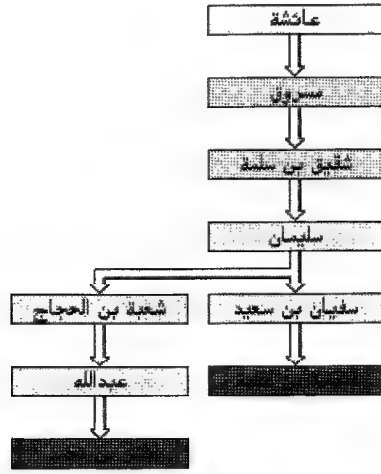 عائشة
مسروق
شقيق بن سلمة
سليمان
شعبة بن الحجاج
سفيان بن سعيد
عبدالله